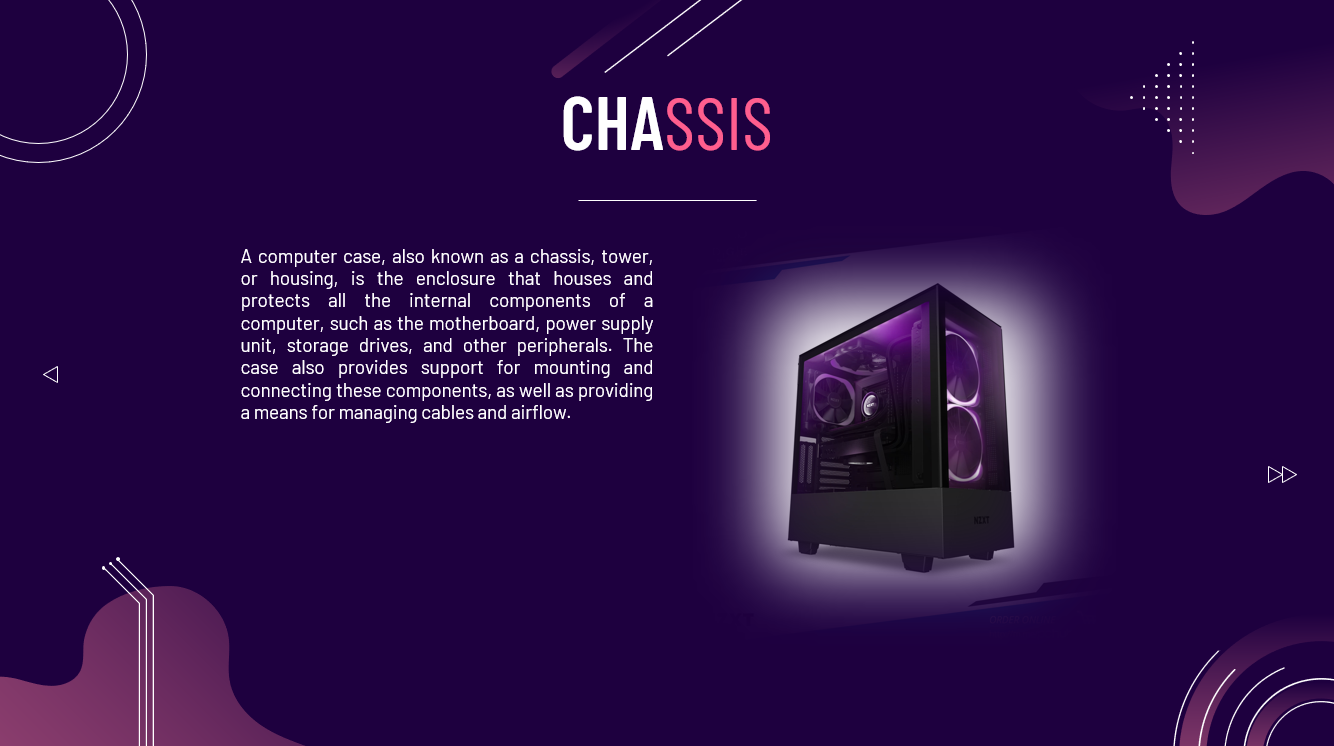 CHASSIS
A computer case, also known as a chassis, tower,
or housing, is the enclosure that houses and
protects all the internal components of a
computer, such as the motherboard, power supply
unit, storage drives, and other peripherals. The
case also provides support for mounting and
connecting these components, as well as providing
a means for managing cables and airflow.
NZXT